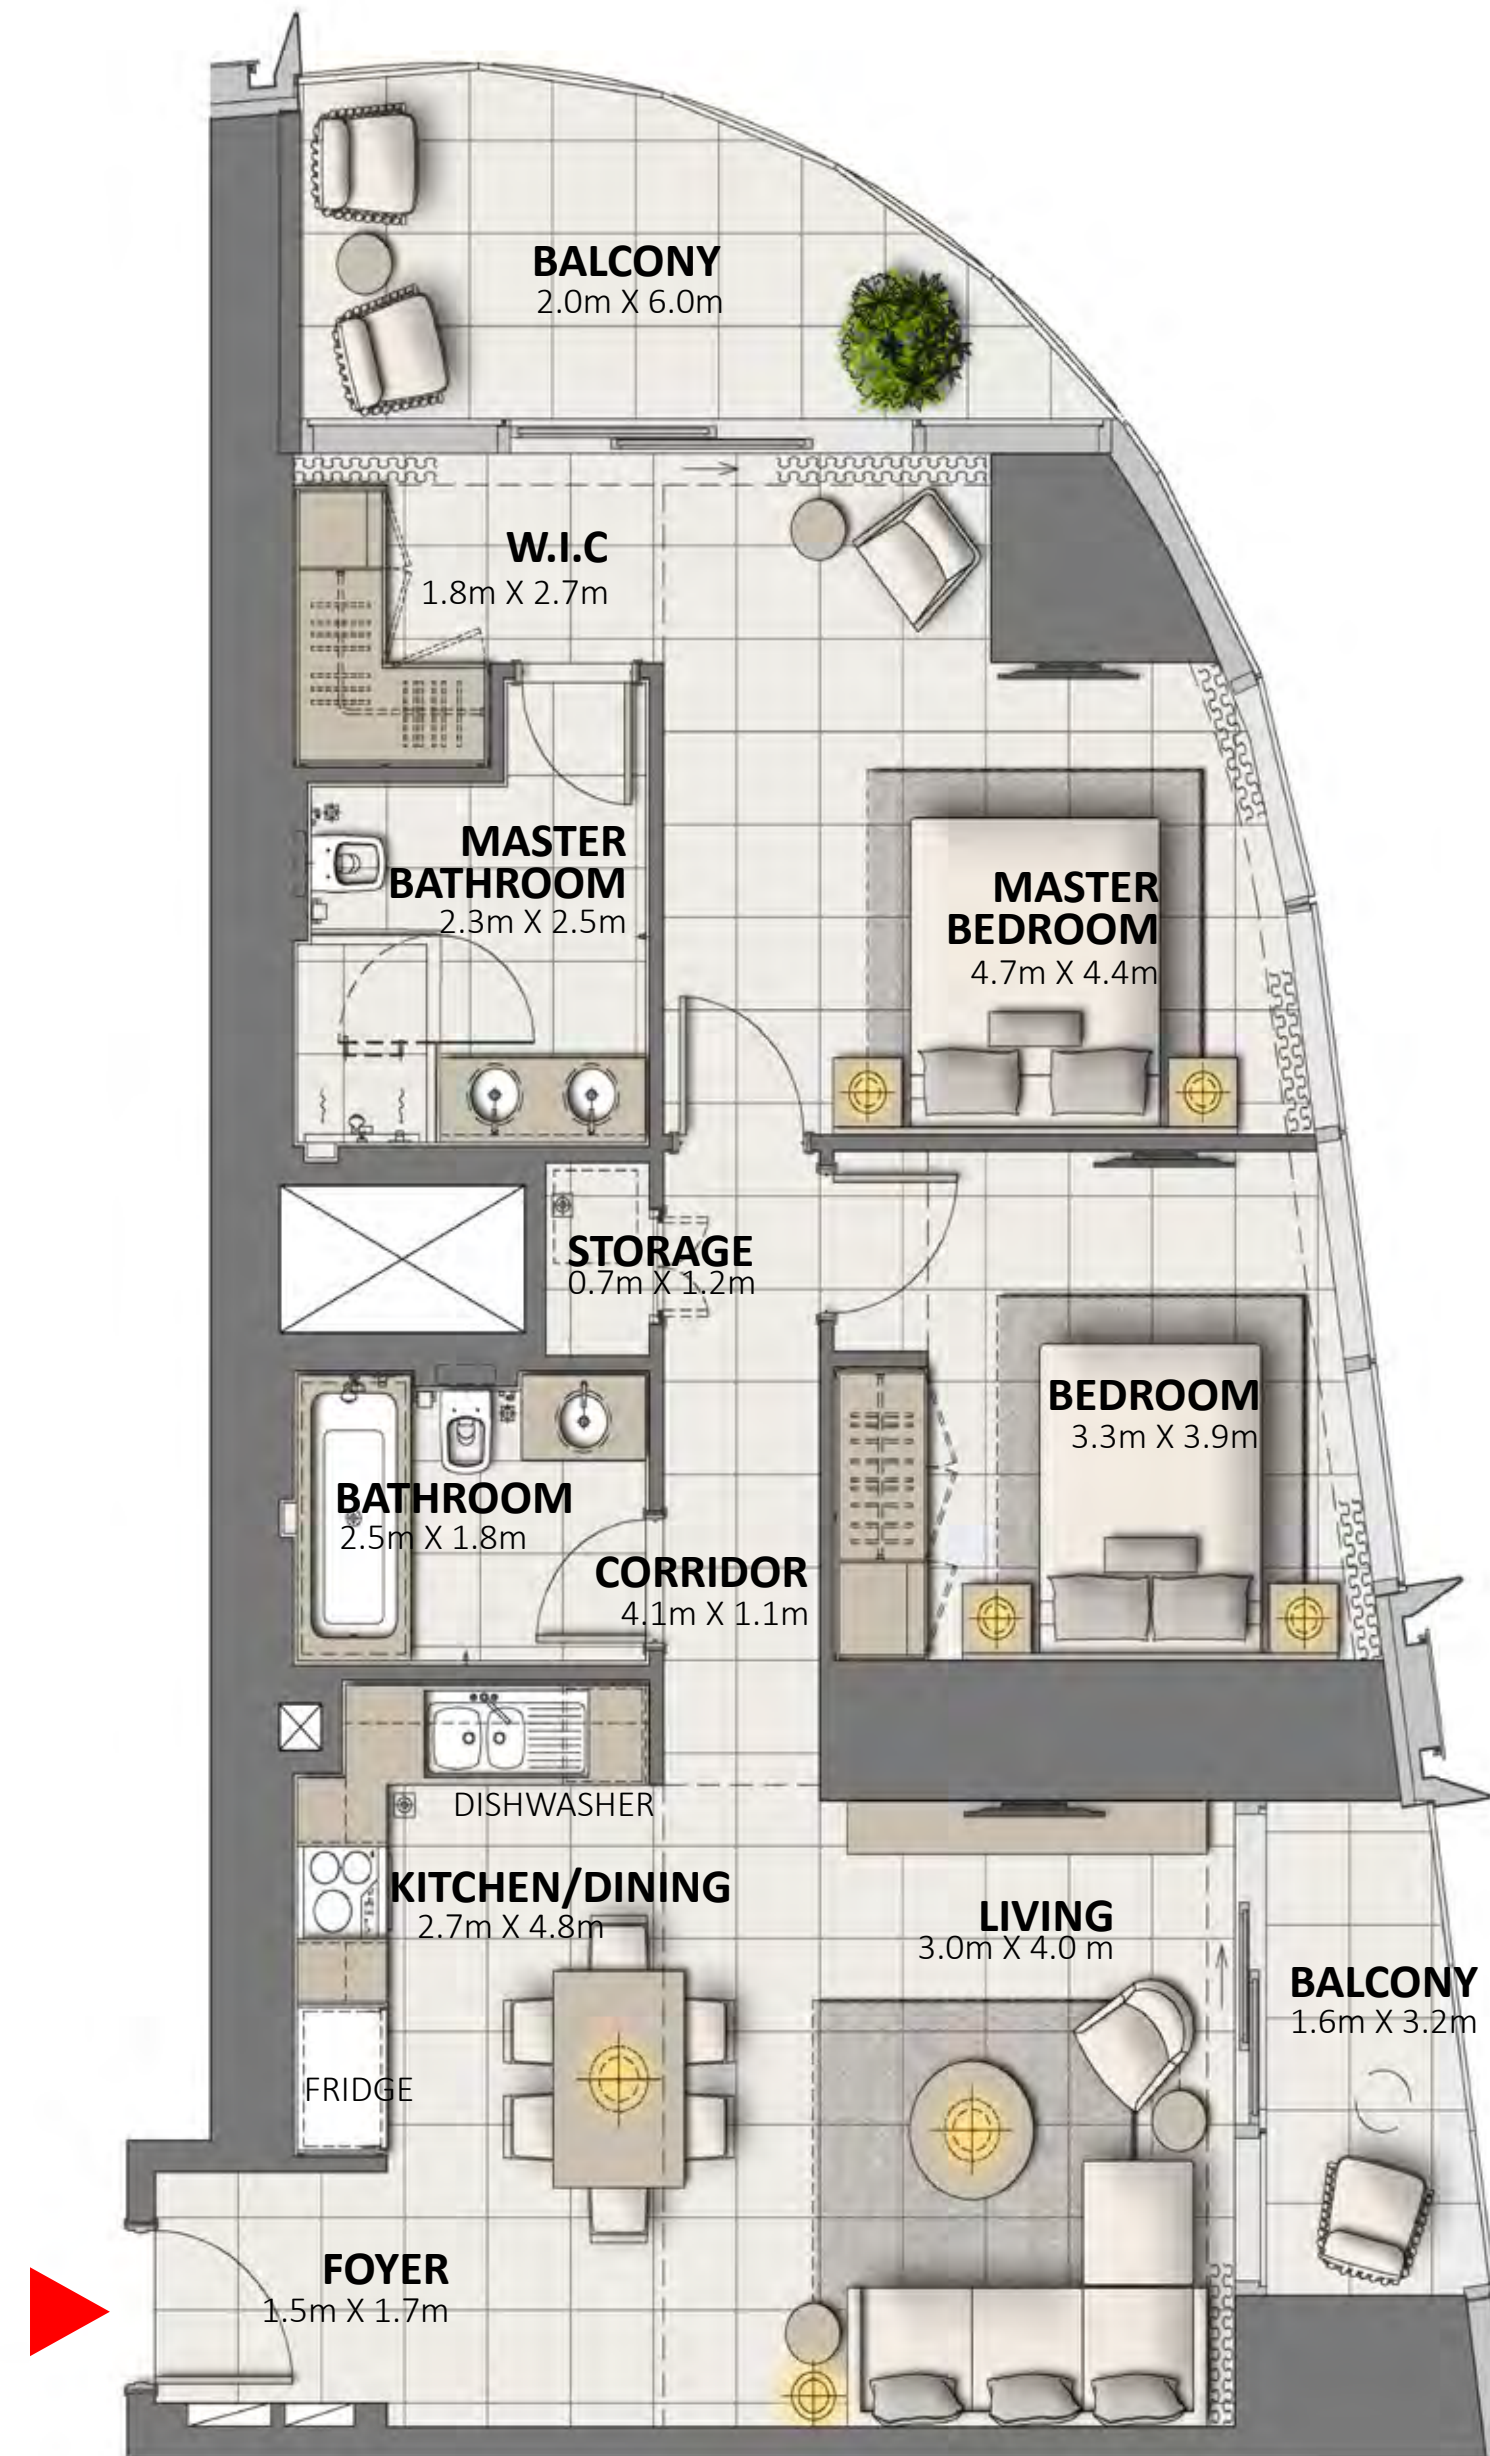 BALCONY
2.0m X 6.0m
W.I.C
1.8m X 2.7m
MASTER
BATHROOM
2.3m X 2.5m
MASTER
BEDROOM
4.7m X 4.4m
STORAGE
0.7m X 1.2m
BEDROOM
3.3m X 3.9m
BATHROOM
2.5m X 1.8m
CORRIDOR
4.1m X 1.1m
DISHWASHER
KITCHEN/DINING
2.7m X 4.8m
LIVING
3.0m X 4.0 m
BALCONY
1.6m X 3.2m
FRIDGE
FOYER
1.5m X 1.7m